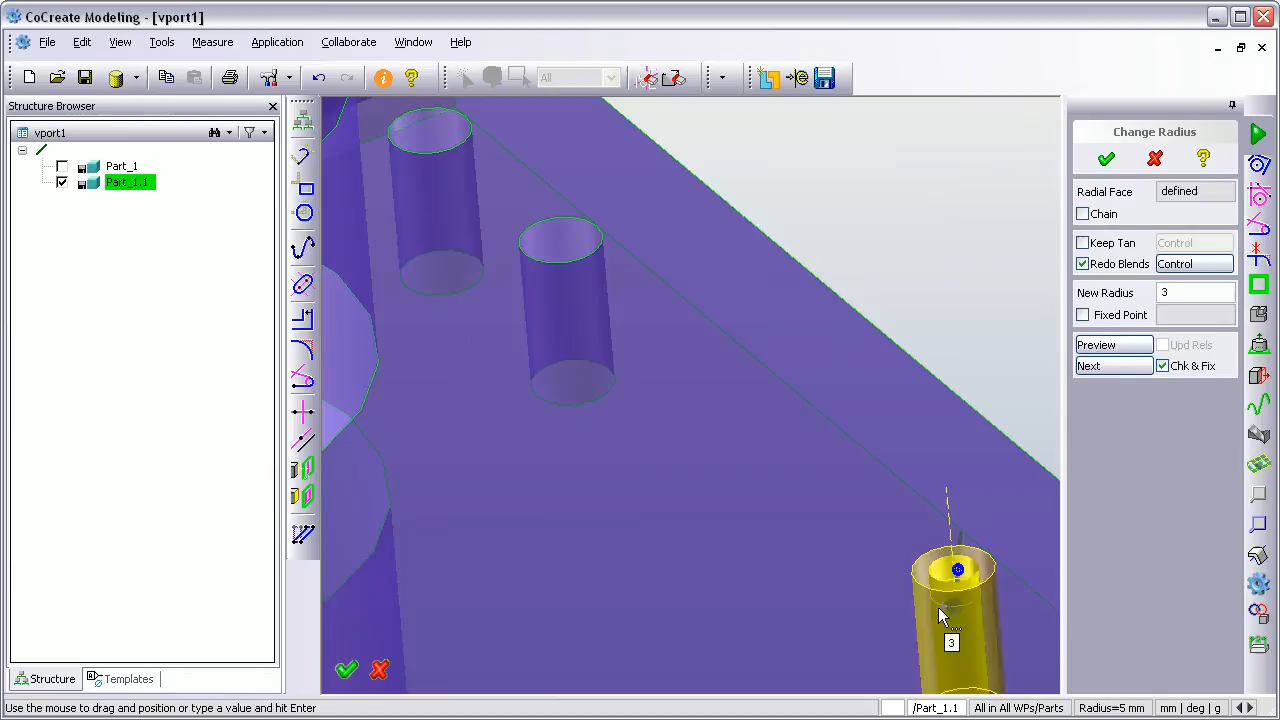 CoCreate Modeling - [vport1]
File Edit View Tools Measure Application Collaborate Window Help
All
Structure Browser
vport1
Part_1
Part_1.1
Structure Templates
Change Radius
Radial Face defined
Chain
Keep Tan Control
Redo Blends Control
New Radius 3
Fixed Point
Preview Upd Rels
Next Chk & Fix
3
Use the mouse to drag and position or type a value and hit Enter
/Part_1.1 All in All WPs/Parts Radius=5 mm mm | deg | g